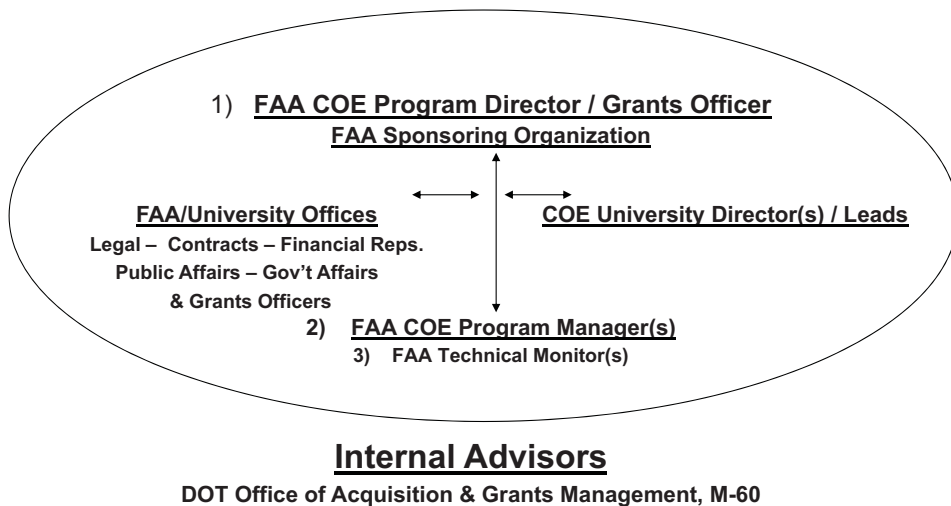 1) FAA COE Program Director / Grants Officer
FAA Sponsoring Organization
FAA/University Offices
COE University Director(s) / Leads
Legal – Contracts – Financial Reps.
Public Affairs – Gov’t Affairs
& Grants Officers
2) FAA COE Program Manager(s)
3) FAA Technical Monitor(s)
Internal Advisors
DOT Office of Acquisition & Grants Management, M-60